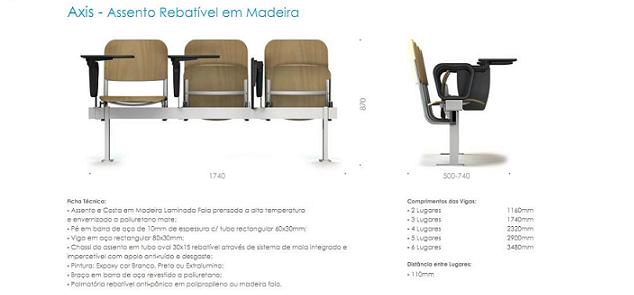 Axis - Assento Rebatível em Madeira
870
1740
500-740
Ficha Técnica:
- Assento e Costa em Madeira Laminada Faia prensada a alta temperatura
e envernizado a poliuretano mate;
- Pé em barra de aço de 10mm de espessura c/ tubo rectangular 60x30mm;
- Viga em aço rectangular 80x30mm;
- Chassi do assento em tubo oval 30x15 rebatível através de sistema de mola integrado e
impercetível com apoio anti-ruído e desgaste;
- Pintura: Expoxy cor Branco, Preto ou Extralumino;
- Braço em barra de aço revestido a poliuretano;
- Palmatória rebatível anti-pânico em polipropileno ou madeira faia.
Comprimentos das Vigas:
- 2 Lugares 1160mm
- 3 Lugares 1740mm
- 4 Lugares 2320mm
- 5 Lugares 2900mm
- 6 Lugares 3480mm
Distância entre Lugares:
- 110mm